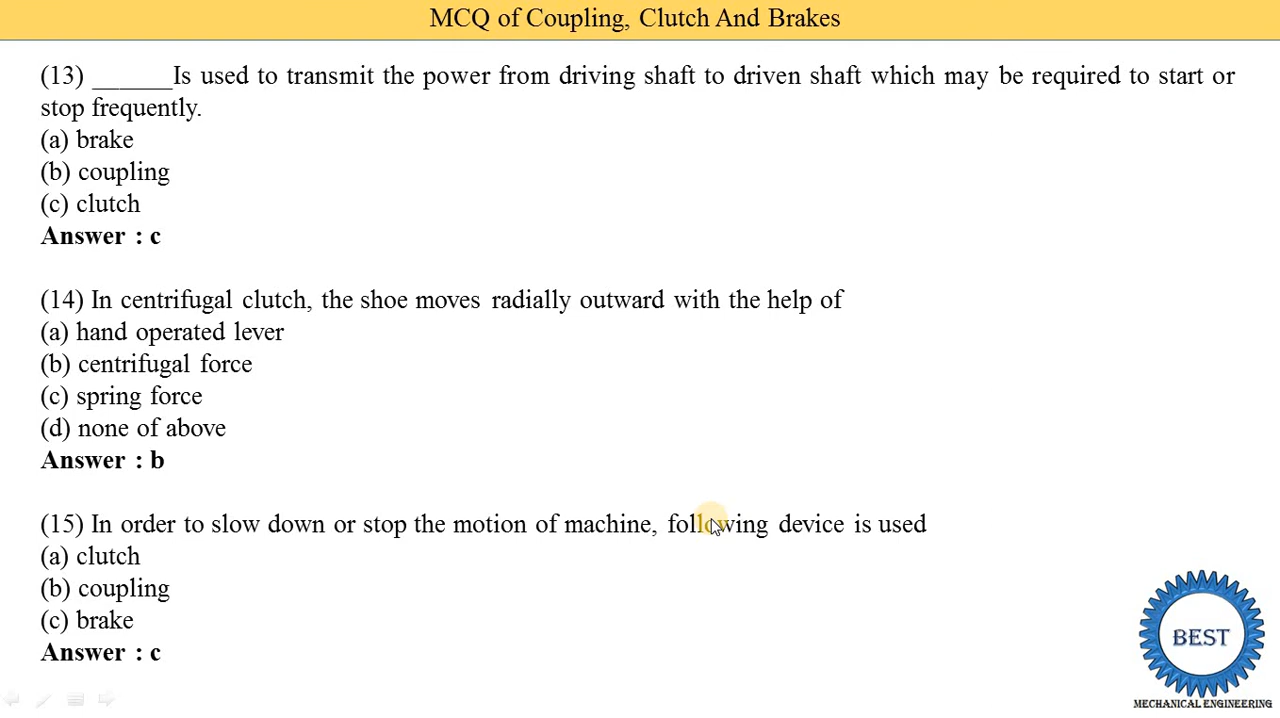 MCQ of Coupling, Clutch And Brakes
(13) ______Is used to transmit the power from driving shaft to driven shaft which may be required to start or
stop frequently.
(a) brake
(b) coupling
(c) clutch
Answer : c
(14) In centrifugal clutch, the shoe moves radially outward with the help of
(a) hand operated lever
(b) centrifugal force
(c) spring force
(d) none of above
Answer : b
(15) In order to slow down or stop the motion of machine, following device is used
(a) clutch
(b) coupling
(c) brake
Answer : c
BEST
MECHANICAL ENGINEERING